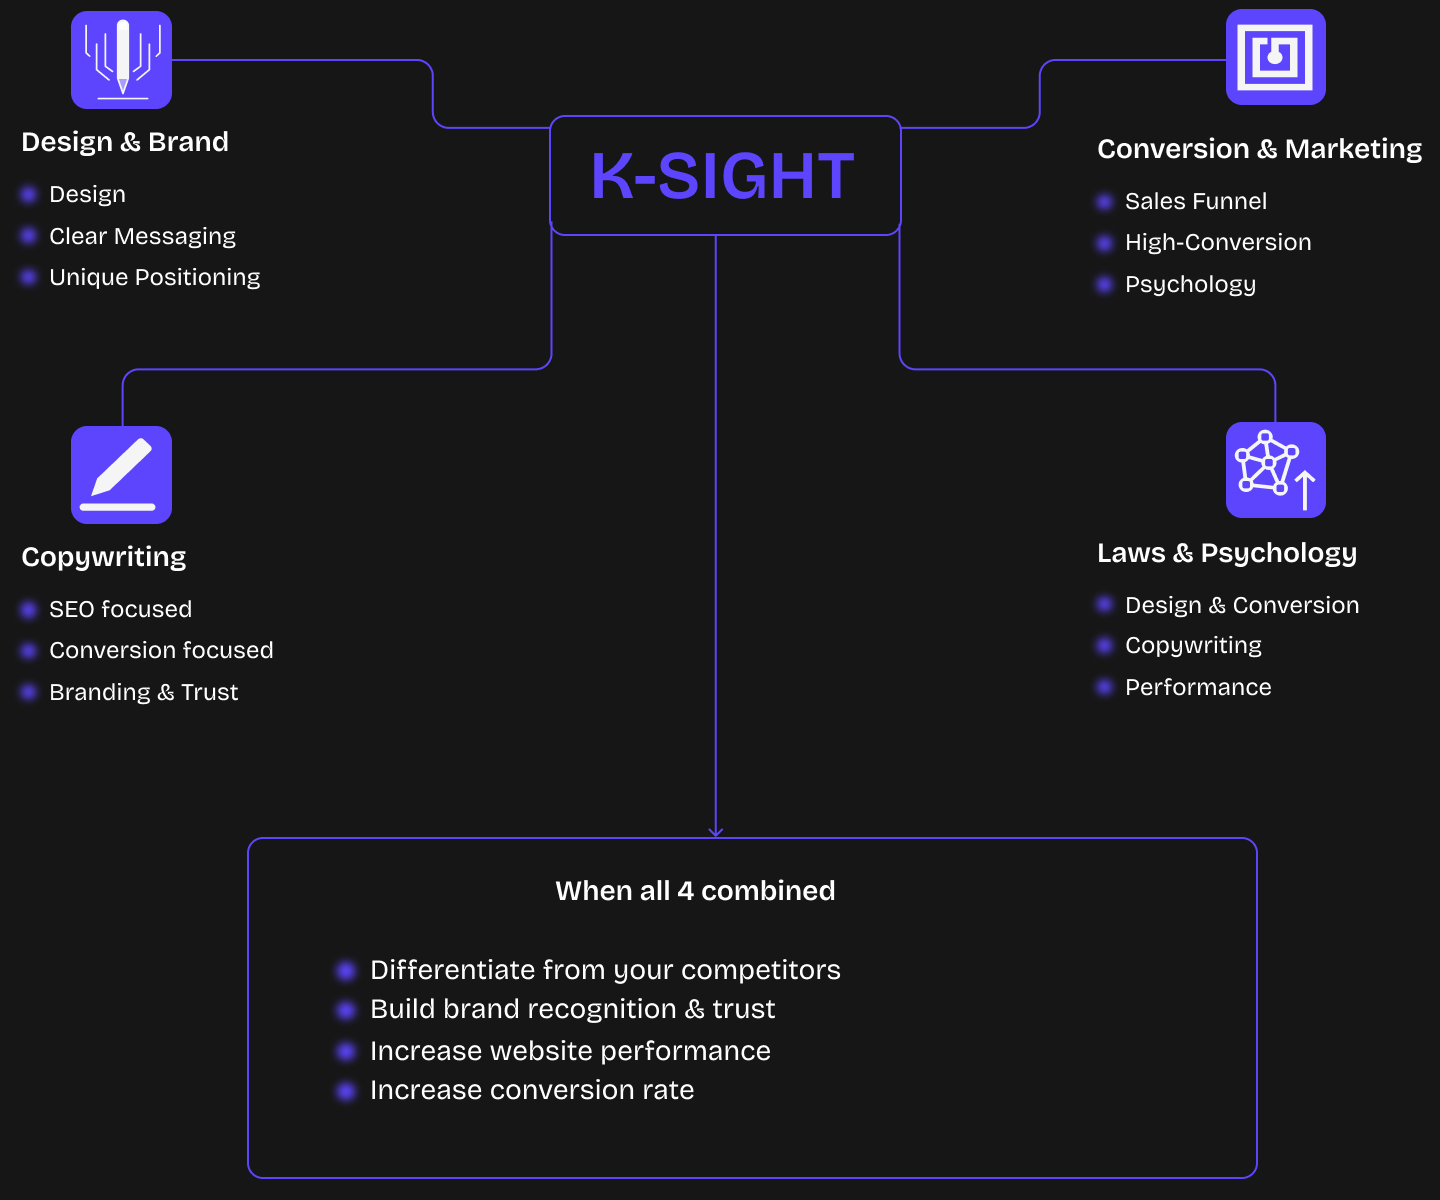 K-SIGHT
Design & Brand
Design
Clear Messaging
Unique Positioning
Conversion & Marketing
Sales Funnel
High-Conversion
Psychology
Copywriting
SEO focused
Conversion focused
Branding & Trust
Laws & Psychology
Design & Conversion
Copywriting
Performance
When all 4 combined
Differentiate from your competitors
Build brand recognition & trust
Increase website performance
Increase conversion rate